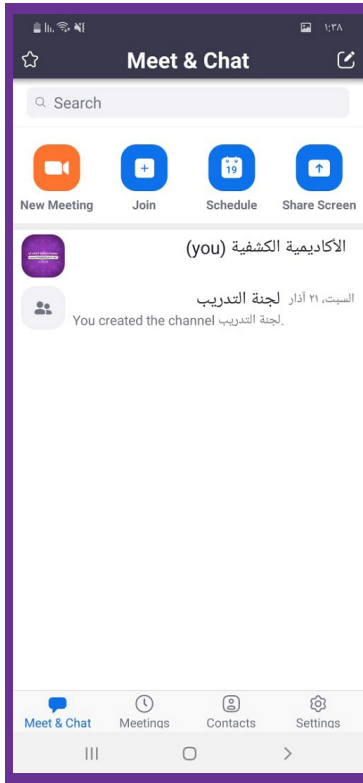 ١:٣٨
Meet & Chat
Search
New Meeting
Join
19
Schedule
Share Screen
الأكاديمية الكشفية (you)
لجنة التدريب السبت، ٢١ آذار
You created the channel لجنة التدريب.
Meet & Chat
Meetings
Contacts
Settings